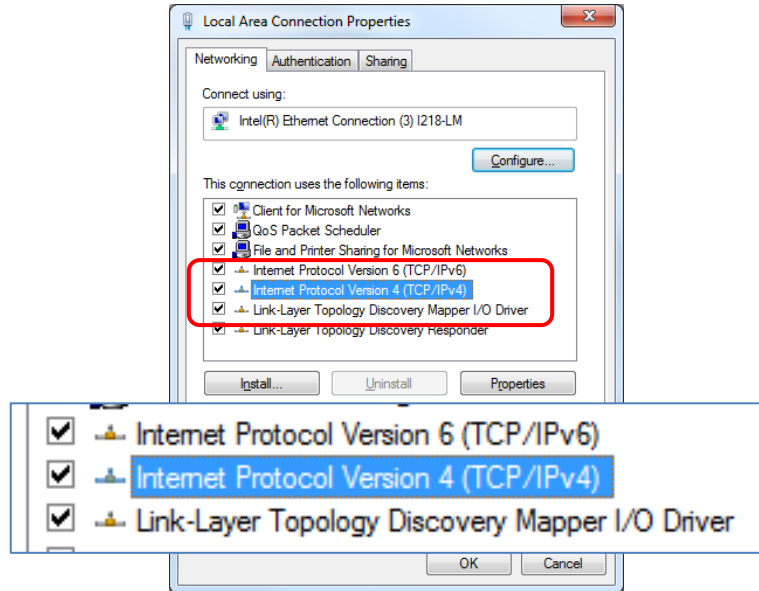 Local Area Connection Properties
Networking Authentication Sharing
Connect using:
Intel(R) Ethernet Connection (3) I218-LM
Configure...
This connection uses the following items:
Client for Microsoft Networks
QoS Packet Scheduler
File and Printer Sharing for Microsoft Networks
Internet Protocol Version 6 (TCP/IPv6)
Internet Protocol Version 4 (TCP/IPv4)
Link-Layer Topology Discovery Mapper I/O Driver
Link-Layer Topology Discovery Responder
Install... Uninstall Properties
Internet Protocol Version 6 (TCP/IPv6)
Internet Protocol Version 4 (TCP/IPv4)
Link-Layer Topology Discovery Mapper I/O Driver
OK Cancel